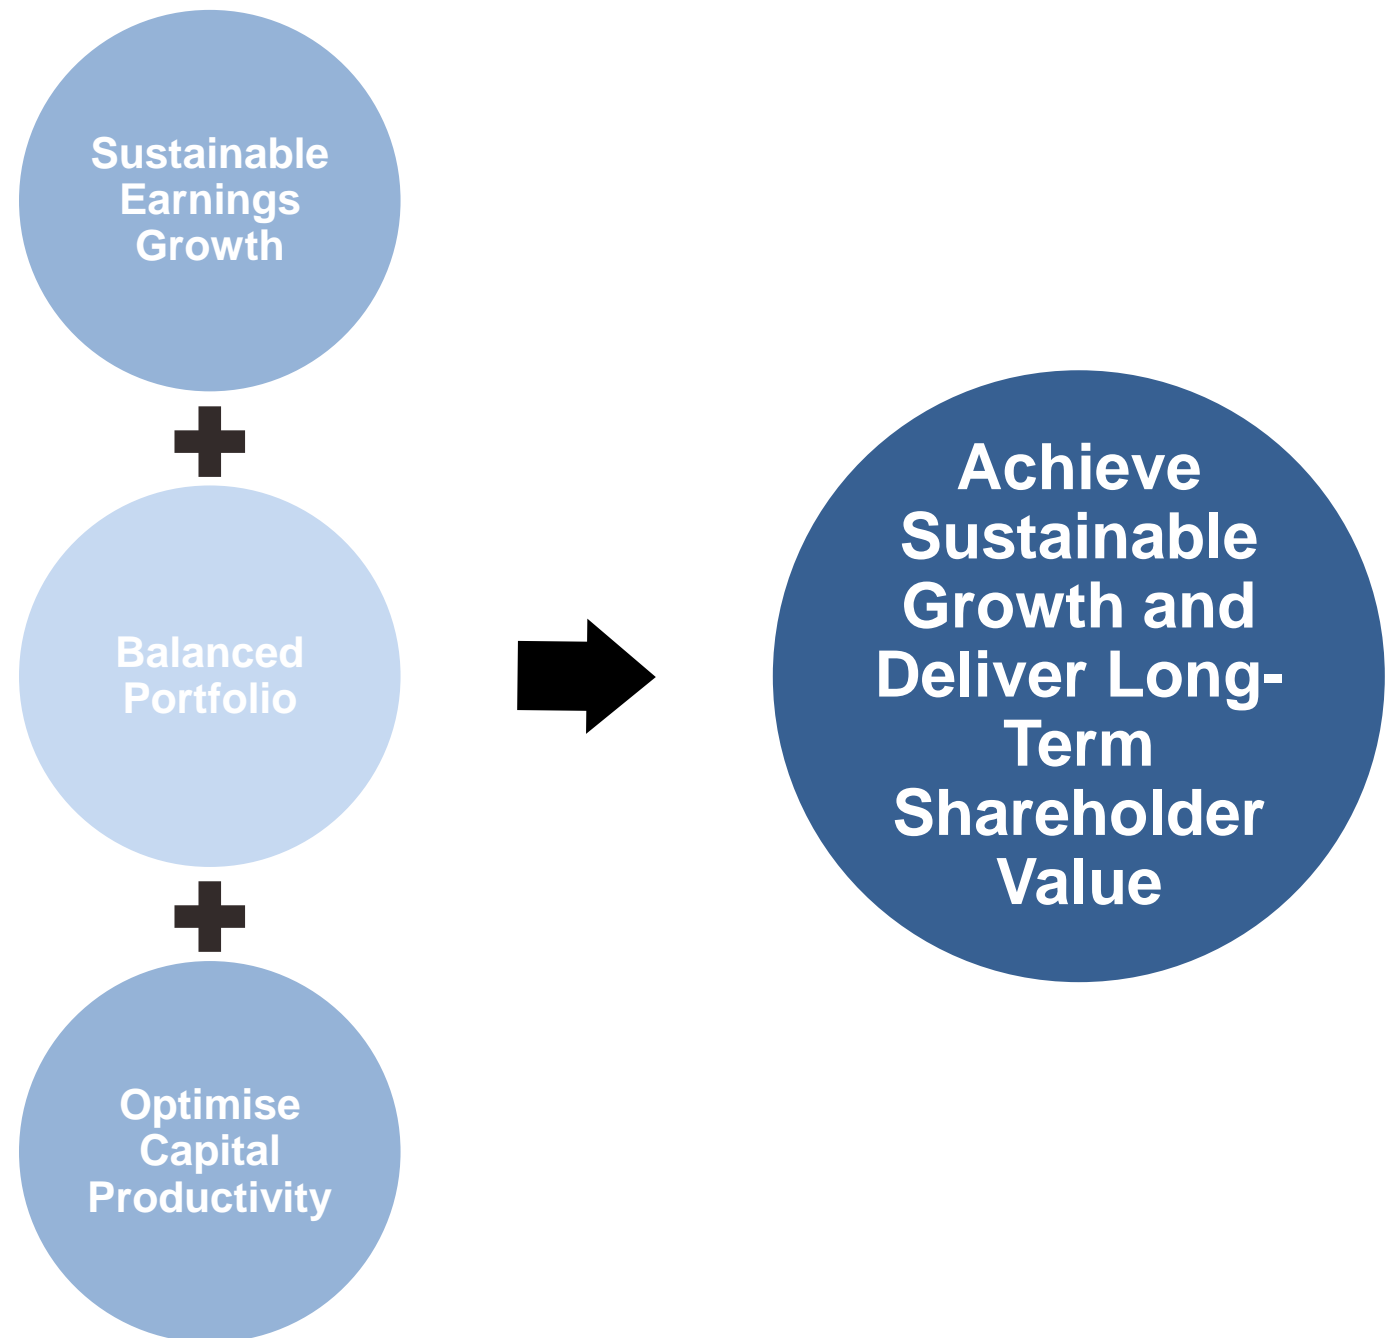 Sustainable
Earnings
Growth
Balanced
Portfolio
Optimise
Capital
Productivity
Achieve
Sustainable
Growth and
Deliver Long-
Term
Shareholder
Value